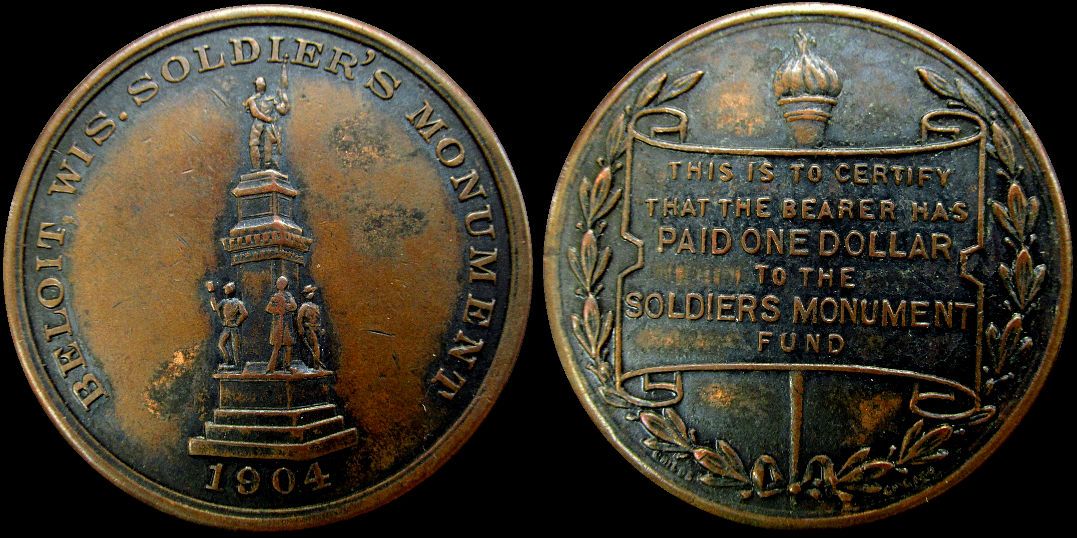 BELOIT, WIS. SOLDIER'S MONUMENT
1904
THIS IS TO CERTIFY
THAT THE BEARER HAS
PAID ONE DOLLAR
TO THE
SOLDIERS MONUMENT
FUND